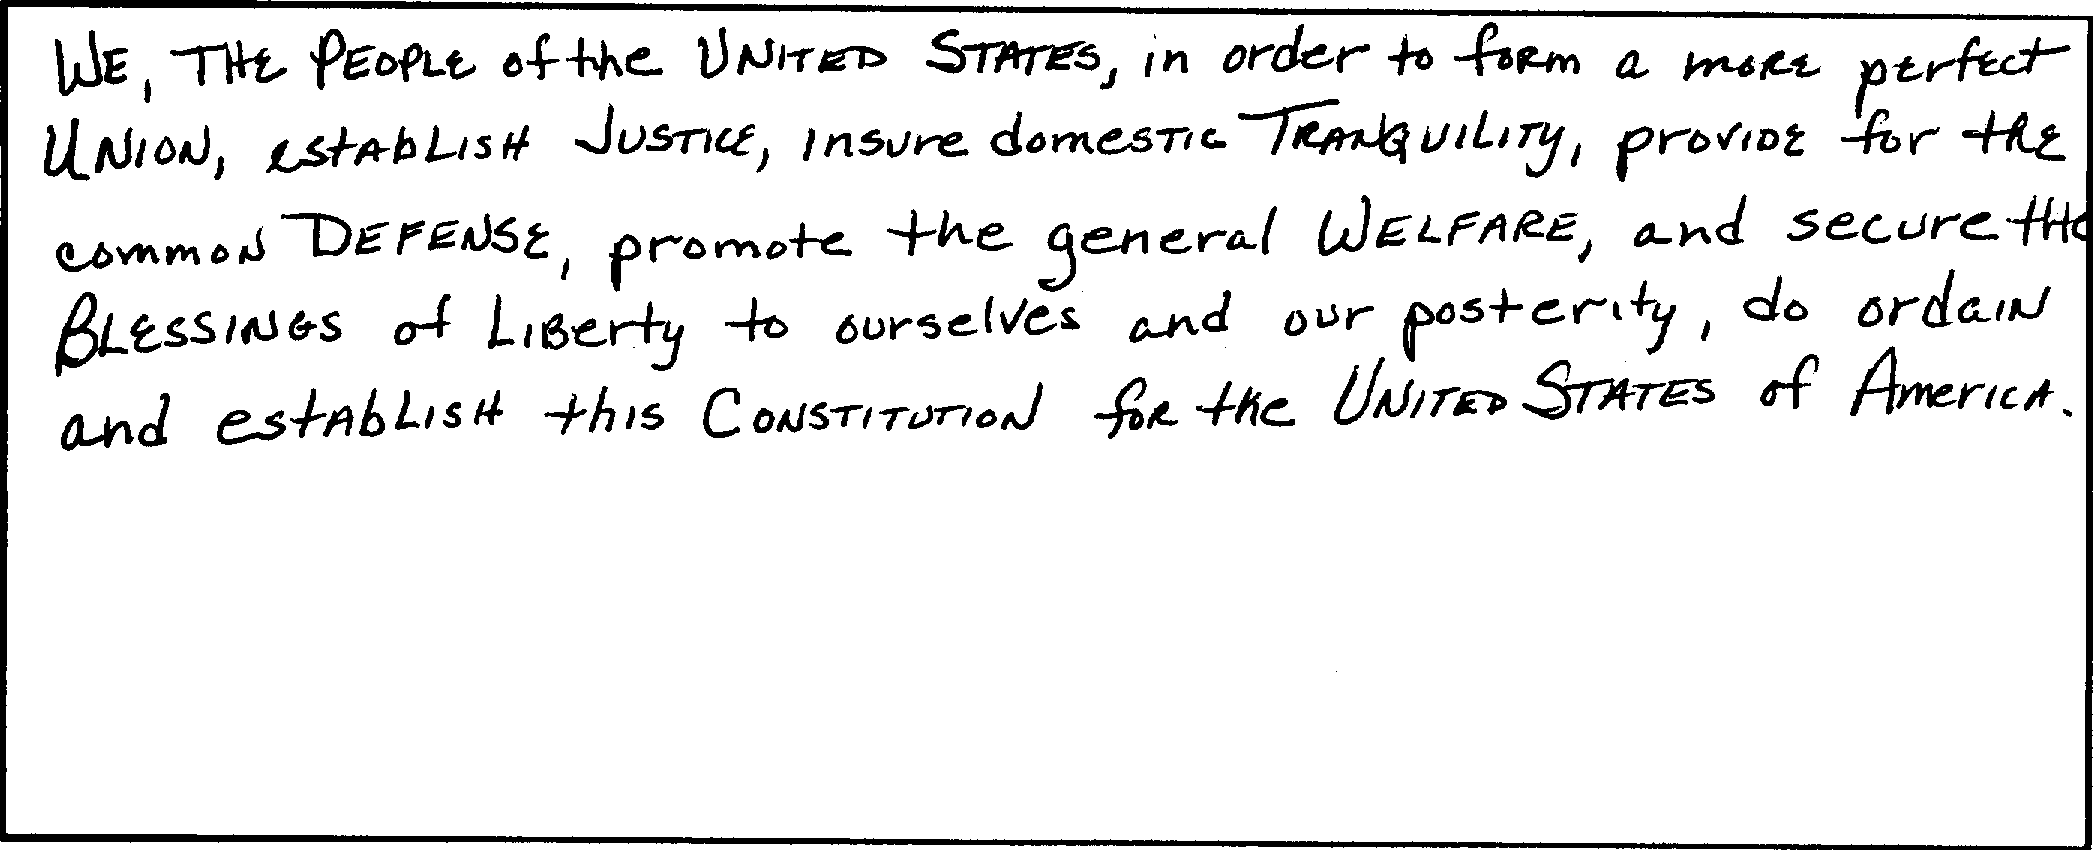 WE, THE PEOPLE of the UNITED STATES, in order to form a more perfect
UNION, establish JUSTICE, insure domestic TRANQUILITY, provide for the
common DEFENSE, promote the general WELFARE, and secure the
BLESSINGS of LIBerty to ourselves and our posterity, do ordain
and establish this CONSTITUTION for the UNITED STATES of America.